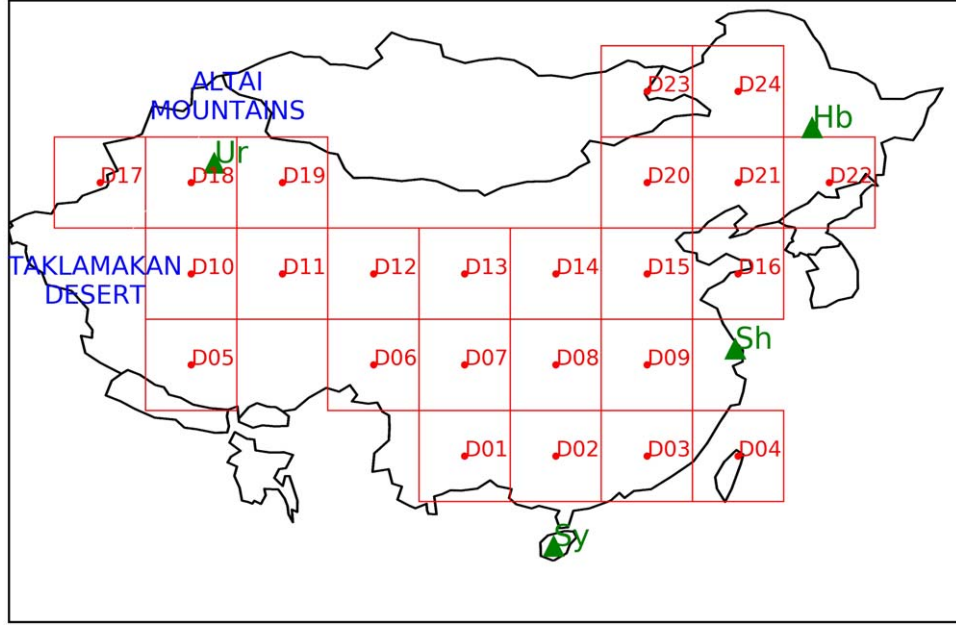 ALTAI
MOUNTAINS
D23
D24
Hb
Ur
D17
D18
D19
D20
D21
D22
TAKLAMAKAN
DESERT
D10
D11
D12
D13
D14
D15
D16
Sh
D05
D06
D07
D08
D09
D01
D02
D03
D04
Sy